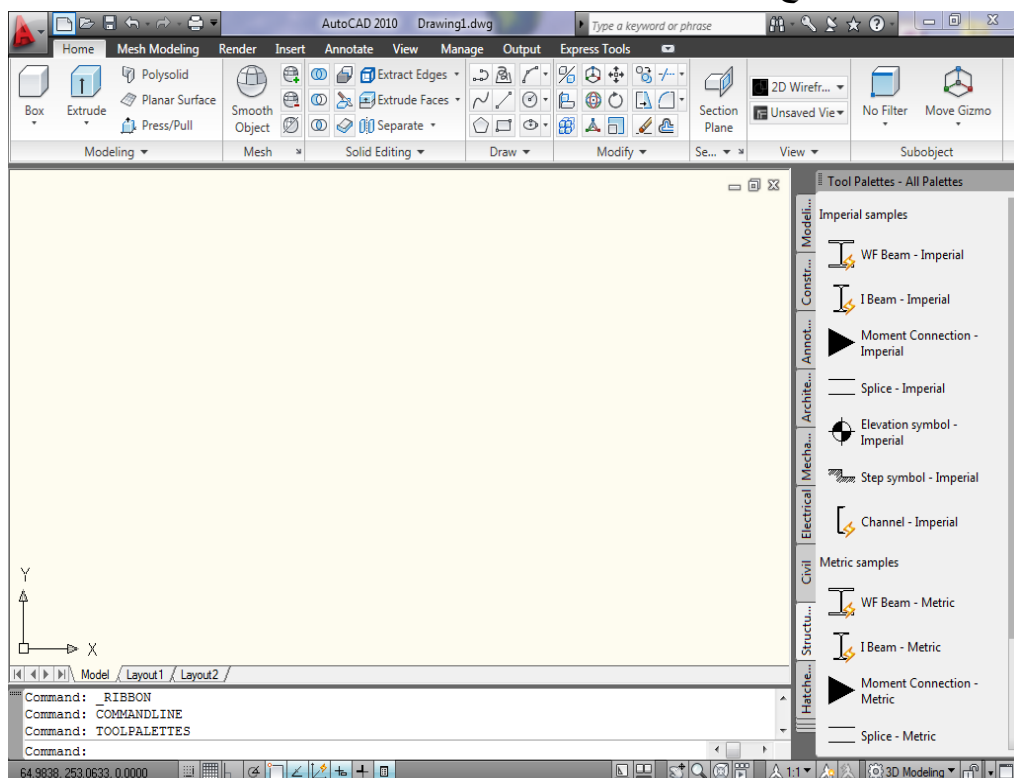 AutoCAD 2010 Drawing1.dwg
Type a keyword or phrase
Home Mesh Modeling Render Insert Annotate View Manage Output Express Tools
Box
Extrude
Polysolid
Planar Surface
Press/Pull
Smooth
Object
Extract Edges
Extrude Faces
Separate
Section
Plane
2D Wirefr...
Unsaved Vie
No Filter
Move Gizmo
Modeling
Mesh
Solid Editing
Draw
Modify
Se...
View
Subobject
Tool Palettes - All Palettes
Modeli...
Constr...
Annot...
Archite...
Mecha...
Electrical
Civil
Structu...
Hatche...
Imperial samples
WF Beam - Imperial
I Beam - Imperial
Moment Connection -
Imperial
Splice - Imperial
Elevation symbol -
Imperial
Step symbol - Imperial
Channel - Imperial
Metric samples
WF Beam - Metric
I Beam - Metric
Moment Connection -
Metric
Splice - Metric
Y
X
Model Layout1 Layout2
Command: _RIBBON
Command: COMMANDLINE
Command: TOOLPALETTES
Command:
64.9838, 253.0633, 0.0000
1:1
3D Modeling